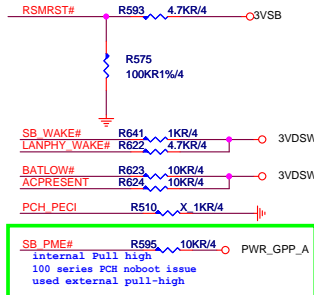 RSMRST# R593 4.7KR/4 3VSB
R575
100KR1%/4
SB_WAKE# R641 1KR/4 3VDSW
LANPHY_WAKE# R622 4.7KR/4
BATLOW# R623 10KR/4 3VDSW
ACPRESENT R624 10KR/4
PCH_PECI R510 X_1KR/4
SB_PME# R595 10KR/4 PWR_GPP_A
internal Pull high
100 series PCH noboot issue
used external pull-high